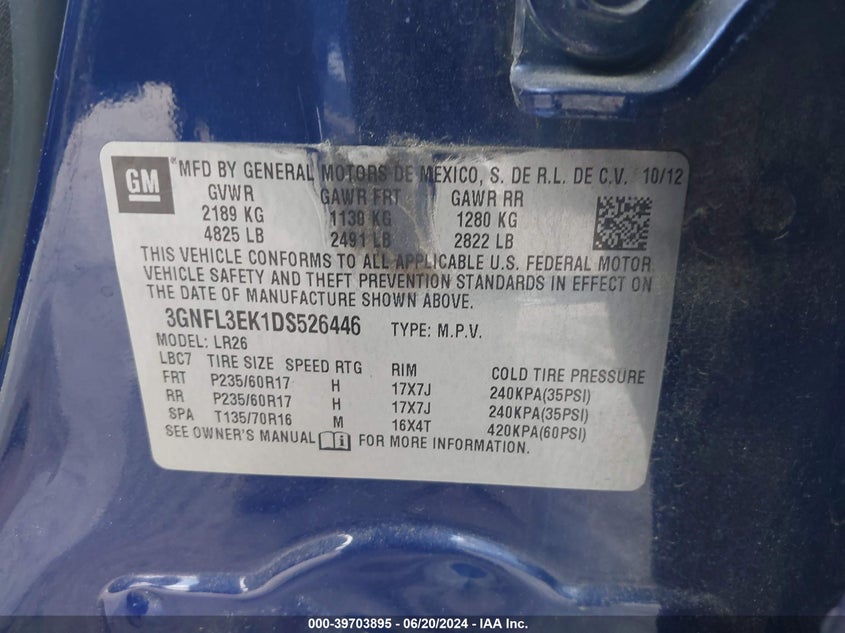 GM
MFD BY GENERAL MOTORS DE MEXICO, S. DE R.L. DE C.V. 10/12
GVWR GAWR FRT GAWR RR
2189 KG 1130 KG 1280 KG
4825 LB 2491 LB 2822 LB
THIS VEHICLE CONFORMS TO ALL APPLICABLE U.S. FEDERAL MOTOR
VEHICLE SAFETY AND THEFT PREVENTION STANDARDS IN EFFECT ON
THE DATE OF MANUFACTURE SHOWN ABOVE.
3GNFL3EK1DS526446 TYPE: M.P.V.
MODEL: LR26
LBC7 TIRE SIZE SPEED RTG RIM COLD TIRE PRESSURE
FRT P235/60R17 H 17X7J 240KPA(35PSI)
RR P235/60R17 H 17X7J 240KPA(35PSI)
SPA T135/70R16 M 16X4T 420KPA(60PSI)
SEE OWNER'S MANUAL i FOR MORE INFORMATION.
000-39703895 - 06/20/2024 - IAA Inc.